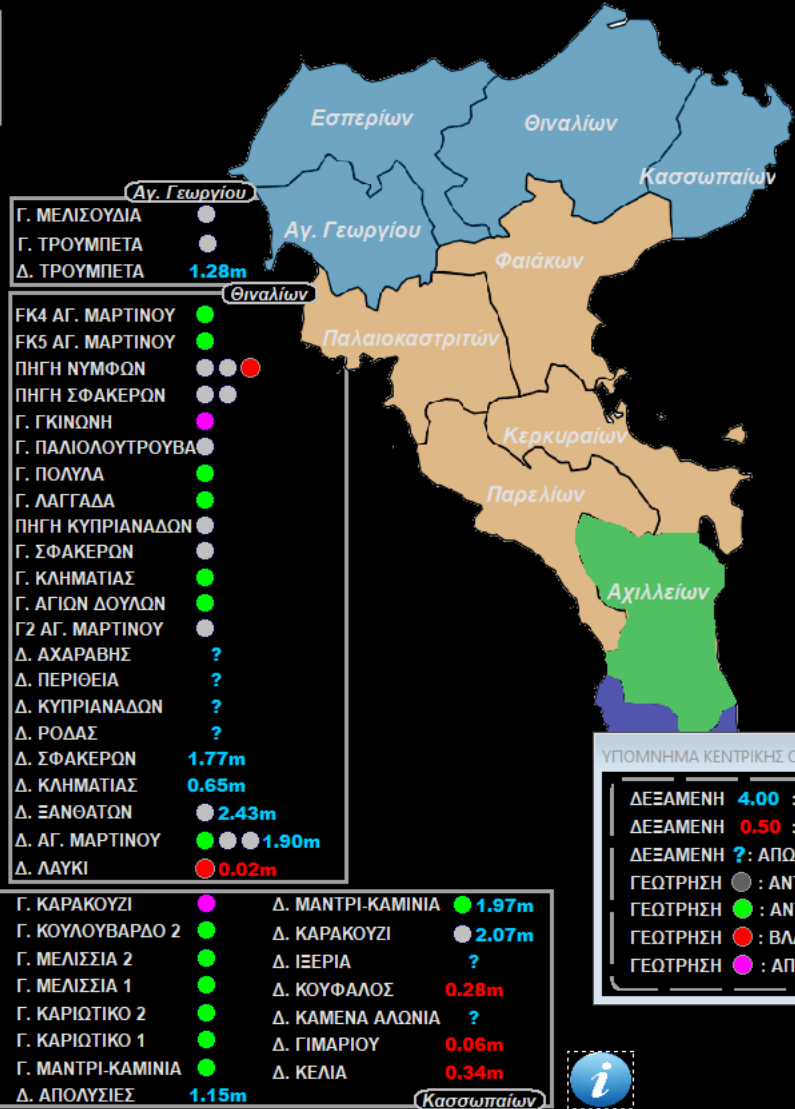 Εσπερίων
Θιναλίων
Κασσωπαίων
Αγ. Γεωργίου
Φαιάκων
Παλαιοκαστριτών
Κερκυραίων
Παρελίων
Αχιλλείων
Αγ. Γεωργίου
Γ. ΜΕΛΙΣΟΥΔΙΑ
Γ. ΤΡΟΥΜΠΕΤΑ
Δ. ΤΡΟΥΜΠΕΤΑ 1.28m
Θιναλίων
FK4 ΑΓ. ΜΑΡΤΙΝΟΥ
FK5 ΑΓ. ΜΑΡΤΙΝΟΥ
ΠΗΓΗ ΝΥΜΦΩΝ
ΠΗΓΗ ΣΦΑΚΕΡΩΝ
Γ. ΓΚΙΝΩΝΗ
Γ. ΠΑΛΙΟΛΟΥΤΡΟΥΒΑ
Γ. ΠΟΛΥΛΑ
Γ. ΛΑΓΓΑΔΑ
ΠΗΓΗ ΚΥΠΡΙΑΝΑΔΩΝ
Γ. ΣΦΑΚΕΡΩΝ
Γ. ΚΛΗΜΑΤΙΑΣ
Γ. ΑΓΙΩΝ ΔΟΥΛΩΝ
Γ2 ΑΓ. ΜΑΡΤΙΝΟΥ
Δ. ΑΧΑΡΑΒΗΣ ?
Δ. ΠΕΡΙΘΕΙΑ ?
Δ. ΚΥΠΡΙΑΝΑΔΩΝ ?
Δ. ΡΟΔΑΣ ?
Δ. ΣΦΑΚΕΡΩΝ 1.77m
Δ. ΚΛΗΜΑΤΙΑΣ 0.65m
Δ. ΞΑΝΘΑΤΩΝ 2.43m
Δ. ΑΓ. ΜΑΡΤΙΝΟΥ 1.90m
Δ. ΛΑΥΚΙ 0.02m
Γ. ΚΑΡΑΚΟΥΖΙ
Γ. ΚΟΥΛΟΥΒΑΡΔΟ 2
Γ. ΜΕΛΙΣΣΙΑ 2
Γ. ΜΕΛΙΣΣΙΑ 1
Γ. ΚΑΡΙΩΤΙΚΟ 2
Γ. ΚΑΡΙΩΤΙΚΟ 1
Γ. ΜΑΝΤΡΙ-ΚΑΜΙΝΙΑ
Δ. ΑΠΟΛΥΣΙΕΣ 1.15m
Δ. ΜΑΝΤΡΙ-ΚΑΜΙΝΙΑ 1.97m
Δ. ΚΑΡΑΚΟΥΖΙ 2.07m
Δ. ΙΞΕΡΙΑ ?
Δ. ΚΟΥΦΑΛΟΣ 0.28m
Δ. ΚΑΜΕΝΑ ΑΛΩΝΙΑ ?
Δ. ΓΙΜΑΡΙΟΥ 0.06m
Δ. ΚΕΛΙΑ 0.34m
Κασσωπαίων
ΥΠΟΜΝΗΜΑ ΚΕΝΤΡΙΚΗΣ
ΔΕΞΑΜΕΝΗ 4.00 :
ΔΕΞΑΜΕΝΗ 0.50 :
ΔΕΞΑΜΕΝΗ ? :
ΓΕΩΤΡΗΣΗ :
ΓΕΩΤΡΗΣΗ :
ΓΕΩΤΡΗΣΗ :
ΓΕΩΤΡΗΣΗ :
i